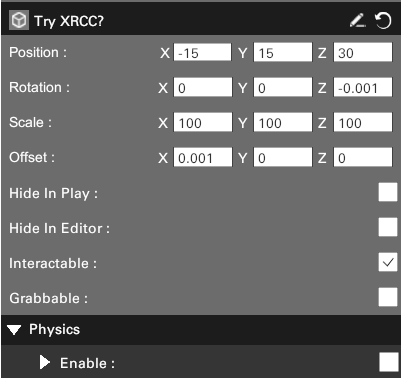 Try XRCC?
Position : X -15 Y 15 Z 30
Rotation : X 0 Y 0 Z -0.001
Scale : X 100 Y 100 Z 100
Offset : X 0.001 Y 0 Z 0
Hide In Play :
Hide In Editor :
Interactable :
Grabbable :
Physics
Enable :